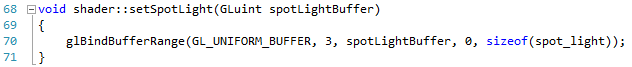 68 void shader::setSpotLight(GLuint spotLightBuffer)
69 {
70 glBindBufferRange(GL_UNIFORM_BUFFER, 3, spotLightBuffer, 0, sizeof(spot_light));
71 }